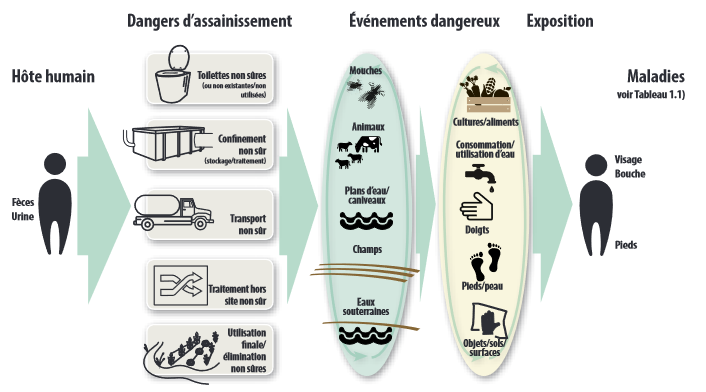 Dangers d'assainissement
Événements dangereux
Exposition
Hôte humain
Fèces
Urine
Toilettes non sûres
(ou non existantes/non
utilisées)
Confinement
non sûr
(stockage/traitement)
Transport
non sûr
Traitement hors
site non sûr
Utilisation
finale/
élimination
non sûres
Mouches
Animaux
Plans d'eau/
caniveaux
Champs
Eaux
souterraines
Cultures/aliments
Consommation/
utilisation d'eau
Doigts
Pieds/peau
Objets/sols/
surfaces
Maladies
voir Tableau 1.1)
Visage
Bouche
Pieds